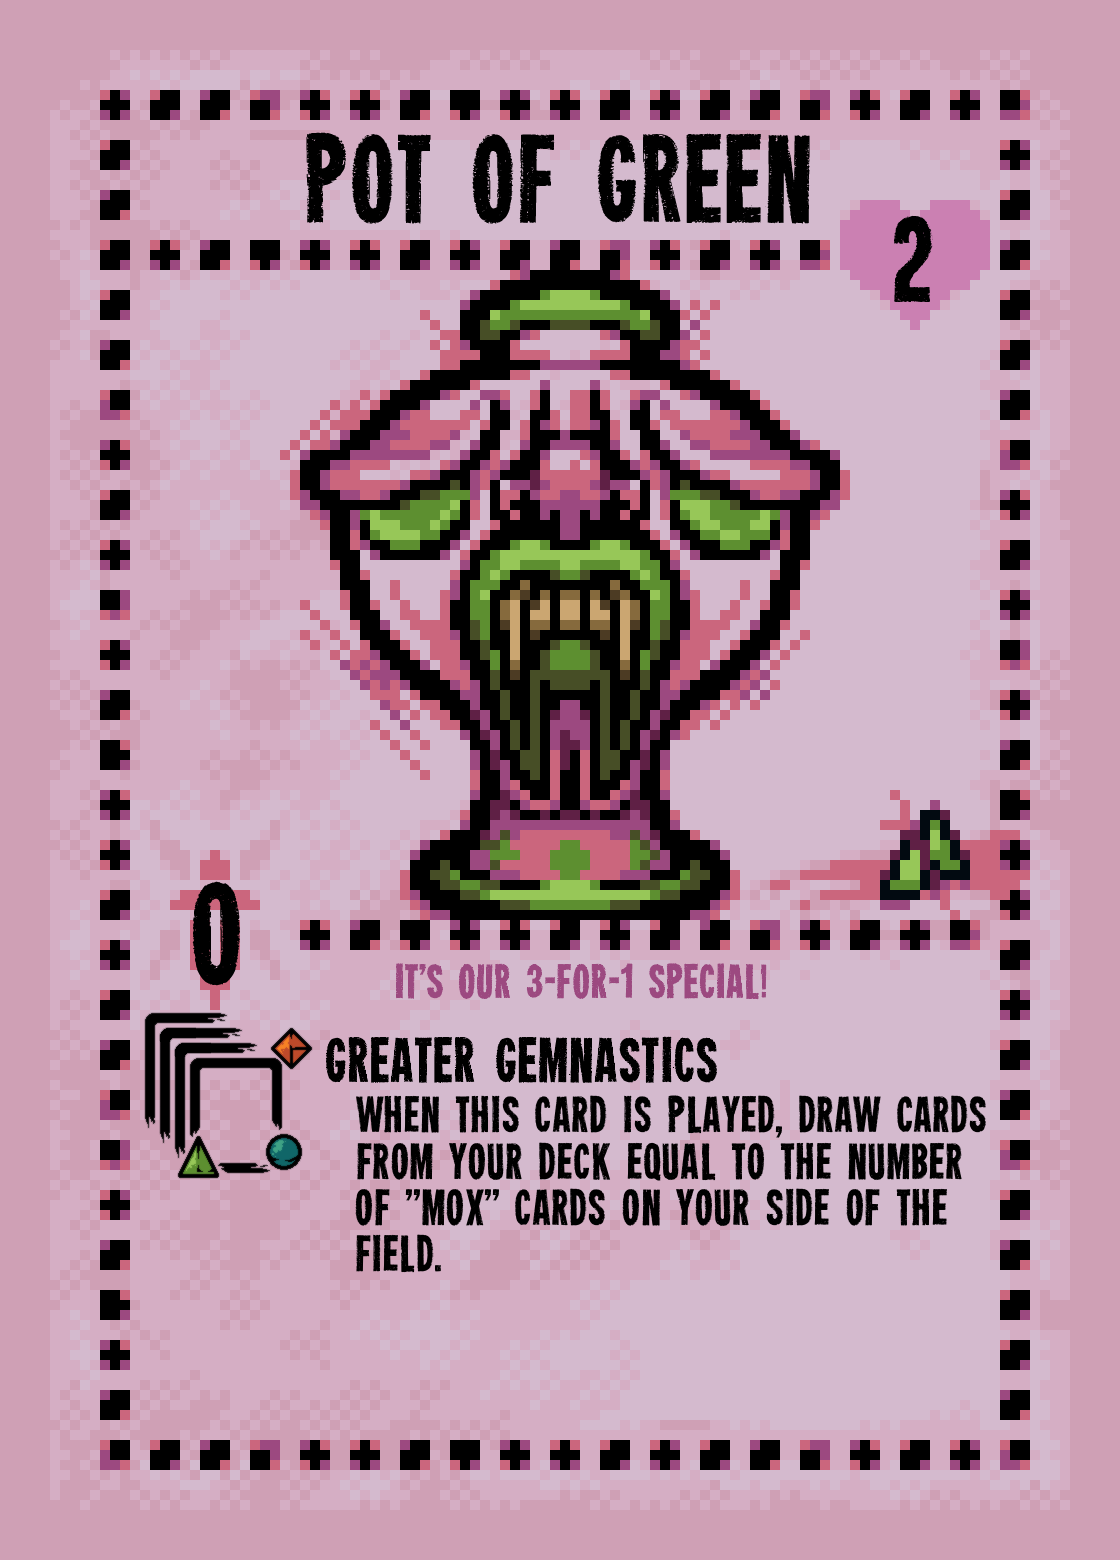 POT OF GREEN
2
0
IT'S OUR 3-FOR-1 SPECIAL!
GREATER GEMNASTICS
WHEN THIS CARD IS PLAYED, DRAW CARDS
FROM YOUR DECK EQUAL TO THE NUMBER
OF "MOX" CARDS ON YOUR SIDE OF THE
FIELD.